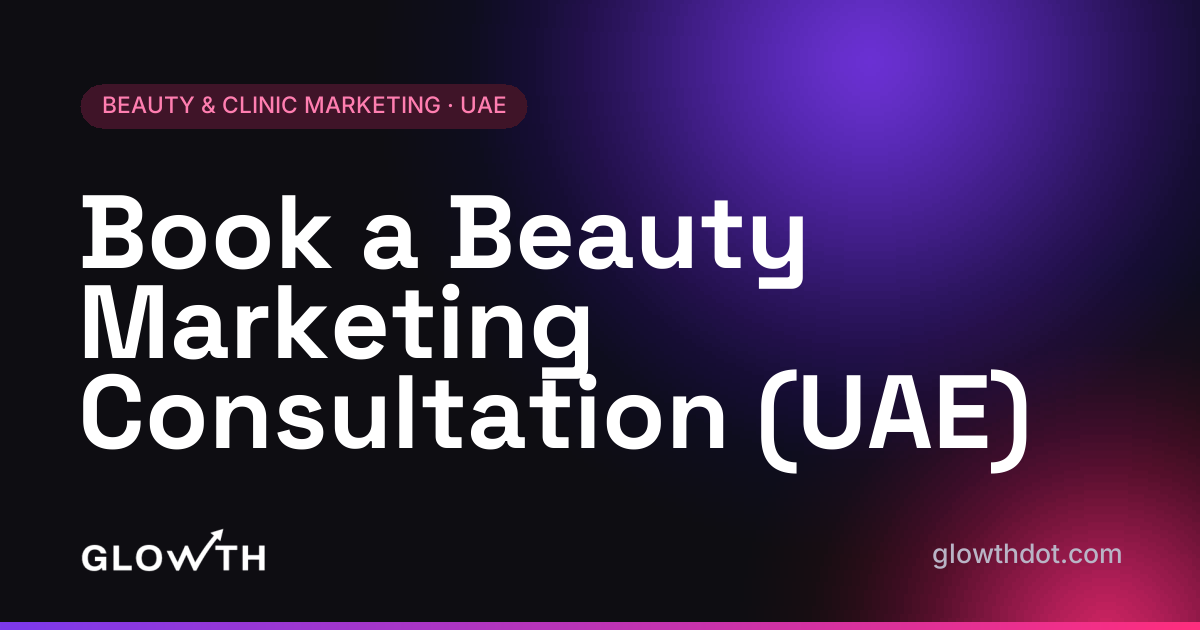 BEAUTY & CLINIC MARKETING · UAE
Book a Beauty
Marketing
Consultation (UAE)
GLOWTH
glowthdot.com